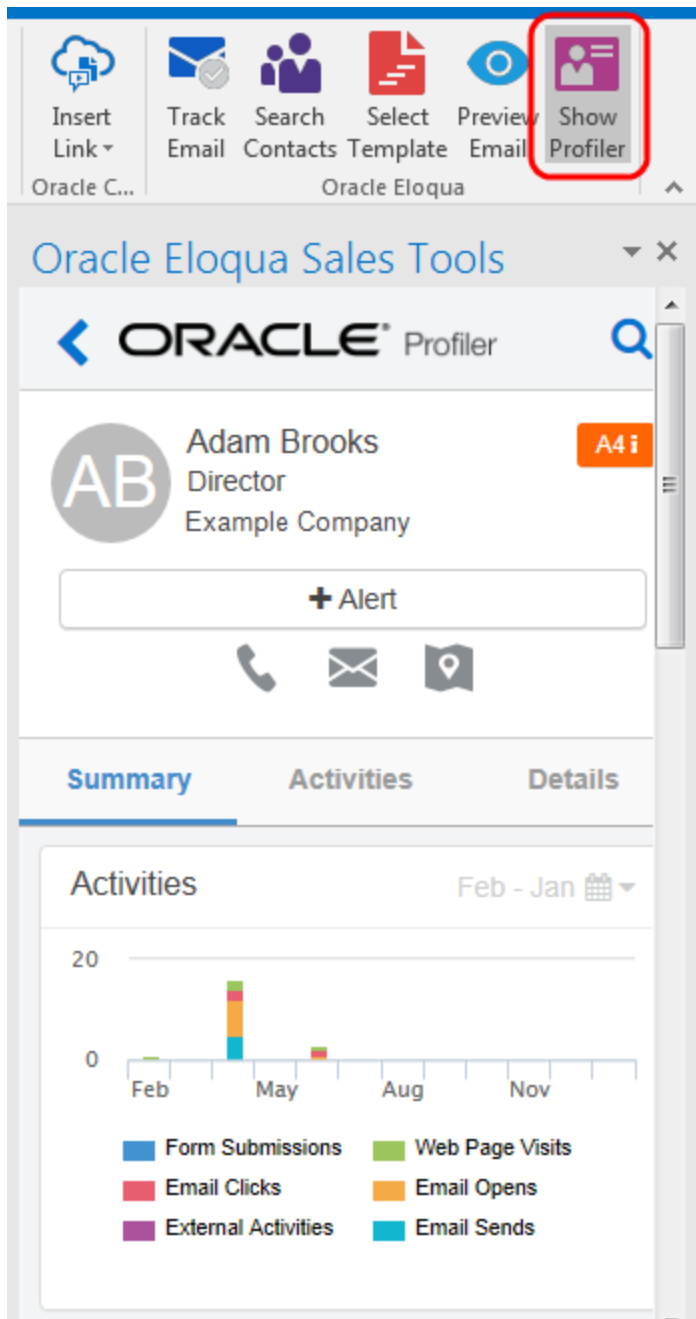 Insert Link
Track Email
Search Contacts
Select Template
Preview Email
Show Profiler
Oracle C...
Oracle Eloqua
Oracle Eloqua Sales Tools
ORACLE® Profiler
AB
Adam Brooks
A4 i
Director
Example Company
+ Alert
Summary Activities Details
Activities
Feb - Jan
20
0
Feb May Aug Nov
Form Submissions Web Page Visits
Email Clicks Email Opens
External Activities Email Sends